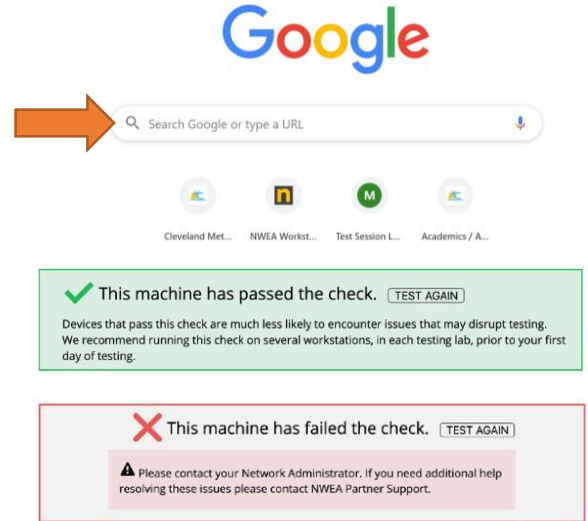 Google
Search Google or type a URL
n
M
Cleveland Met...
NWEA Workst...
Test Session L...
Academics / A...
This machine has passed the check. TEST AGAIN
Devices that pass this check are much less likely to encounter issues that may disrupt testing.
We recommend running this check on several workstations, in each testing lab, prior to your first
day of testing.
This machine has failed the check. TEST AGAIN
Please contact your Network Administrator. If you need additional help
resolving these issues please contact NWEA Partner Support.